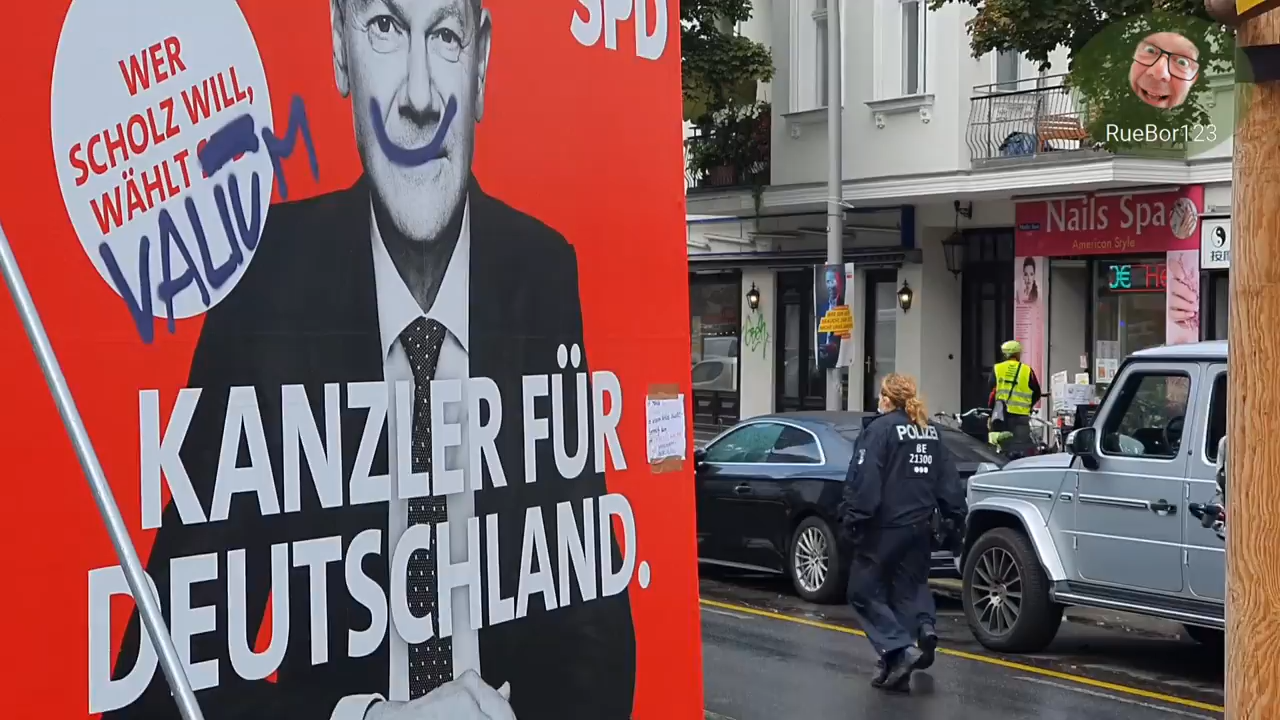 SPD
WER
SCHOLZ WILL,
WÄHLT
VALIUM
KANZLER FÜR
DEUTSCHLAND.
RueBor123
Nails Spa
American Style
POLIZEI
BE
21300